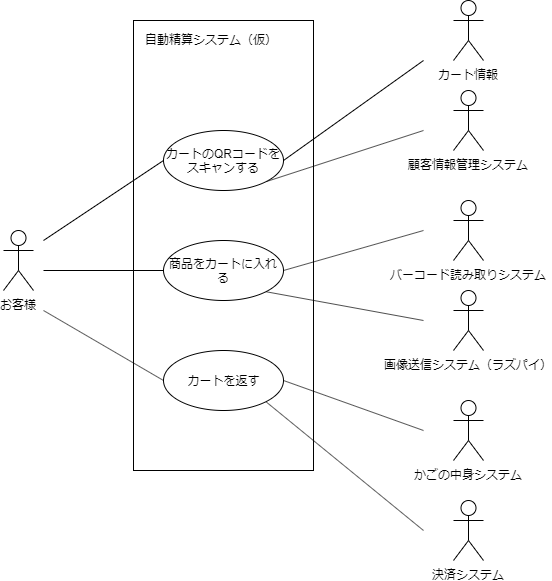 自動精算システム（仮）
カート情報
カートのQRコードを
スキャンする
顧客情報管理システム
商品をカートに入れ
る
バーコード読み取りシステム
お客様
画像送信システム（ラズパイ）
カートを返す
かごの中身システム
決済システム